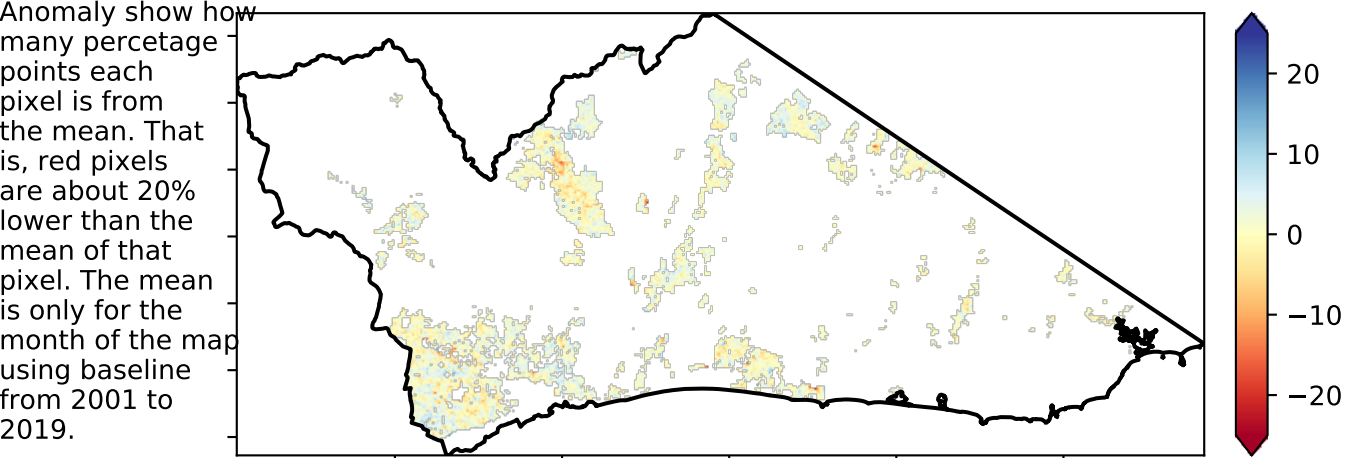 Anomaly show how
many percetage
points each
pixel is from
the mean. That
is, red pixels
are about 20%
lower than the
mean of that
pixel. The mean
is only for the
month of the map
using baseline
from 2001 to
2019.
20
10
0
−10
−20